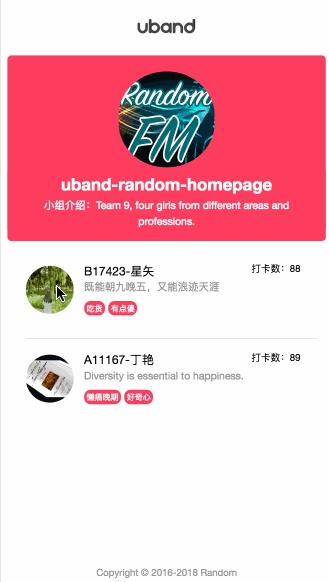 uband
Random
FM
uband-random-homepage
小组介绍：Team 9, four girls from different areas and
professions.
B17423-星矢
打卡数：88
既能朝九晚五，又能浪迹天涯
吃货 有点傻
A11167-丁艳
打卡数：89
Diversity is essential to happiness.
懒癌晚期 好奇心
Copyright © 2016-2018 Random